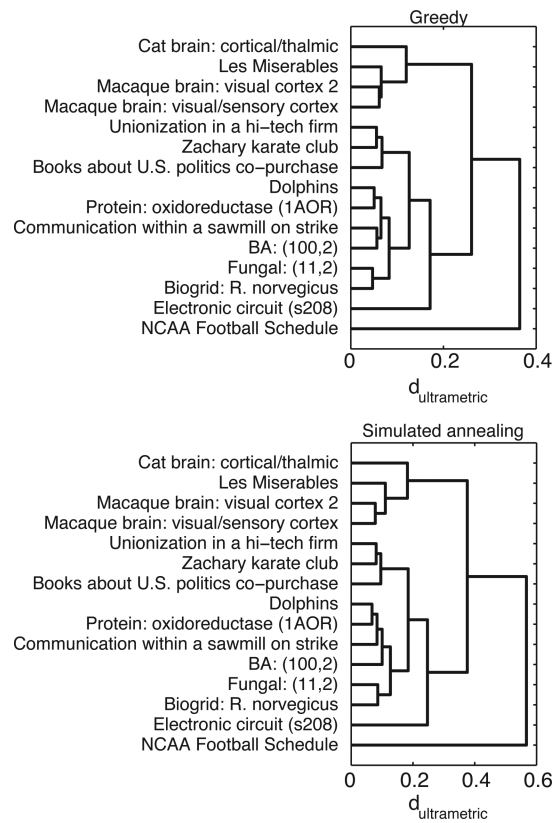 Greedy
Cat brain: cortical/thalmic
Les Miserables
Macaque brain: visual cortex 2
Macaque brain: visual/sensory cortex
Unionization in a hi−tech firm
Zachary karate club
Books about U.S. politics co−purchase
Dolphins
Protein: oxidoreductase (1AOR)
Communication within a sawmill on strike
BA: (100,2)
Fungal: (11,2)
Biogrid: R. norvegicus
Electronic circuit (s208)
NCAA Football Schedule
0 0.2 0.4
d ultrametric
Simulated annealing
Cat brain: cortical/thalmic
Les Miserables
Macaque brain: visual cortex 2
Macaque brain: visual/sensory cortex
Unionization in a hi−tech firm
Zachary karate club
Books about U.S. politics co−purchase
Dolphins
Protein: oxidoreductase (1AOR)
Communication within a sawmill on strike
BA: (100,2)
Fungal: (11,2)
Biogrid: R. norvegicus
Electronic circuit (s208)
NCAA Football Schedule
0 0.2 0.4 0.6
d ultrametric